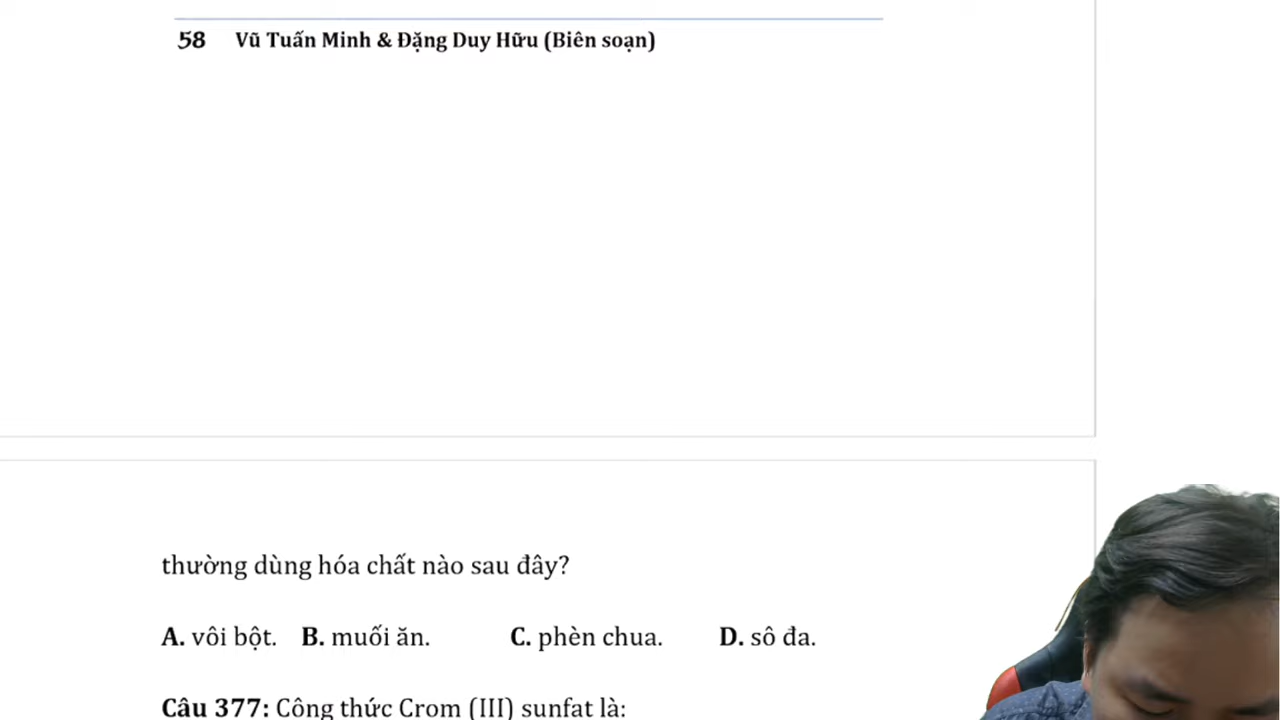 58 Vũ Tuấn Minh & Đặng Duy Hữu (Biên soạn)
thường dùng hóa chất nào sau đây?
A. vôi bột. B. muối ăn. C. phèn chua. D. sô đa.
Câu 377: Công thức Crom (III) sunfat là: